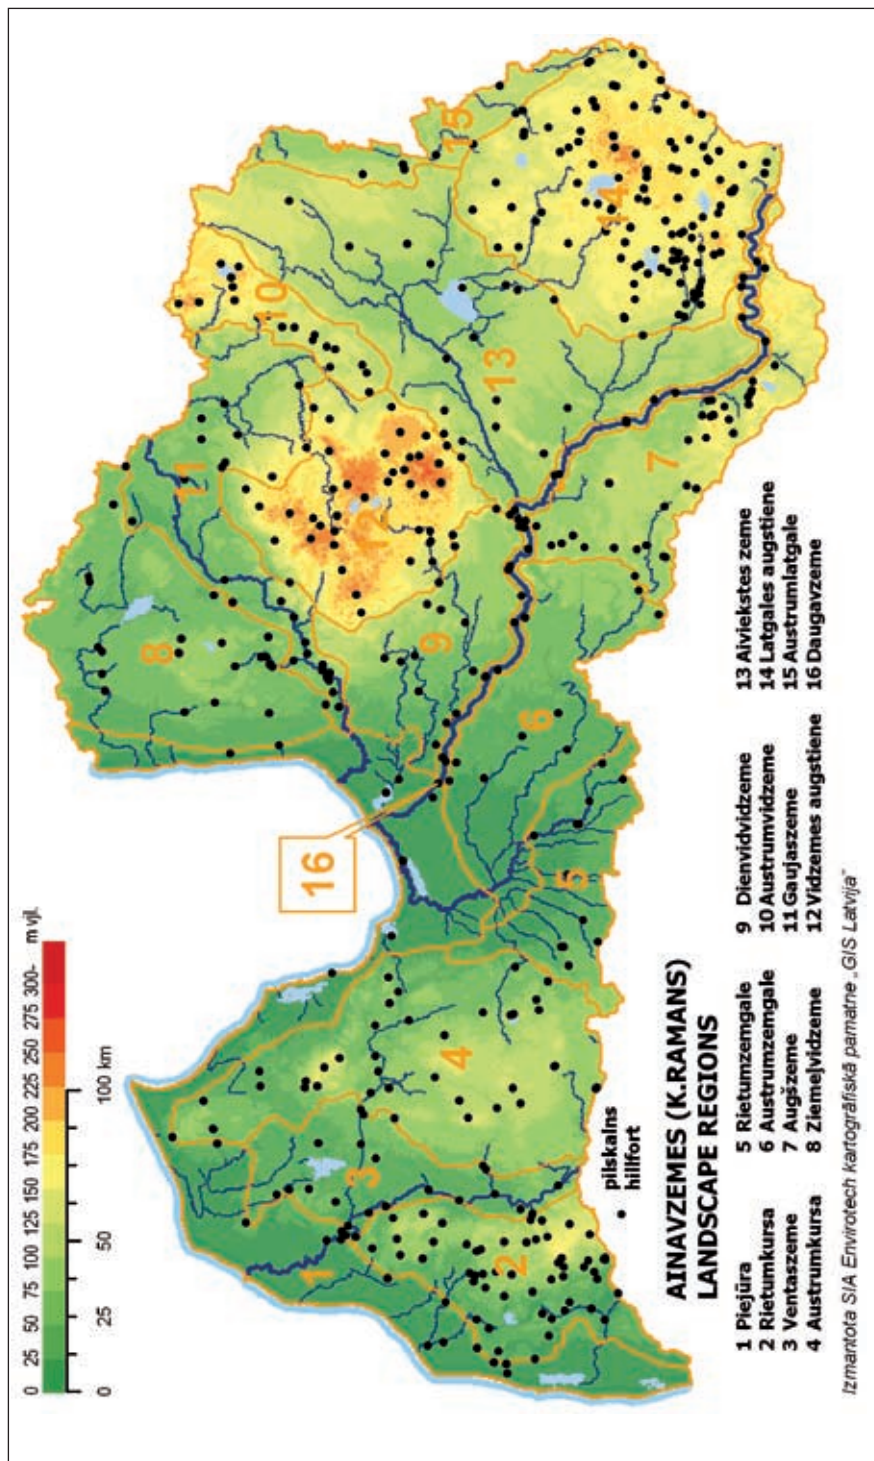 0 25 50 75 100 125 150 175 200 225 250 275 300- m vjl.
0 50 100 km
1
2
3
4
5
6
7
8
9
10
11
12
13
14
15
16
pilskalns
hillfort
AINAVZEMES (K.RAMANS)
LANDSCAPE REGIONS
1 Piejūra
2 Rietumkursa
3 Ventaszeme
4 Austrumkursa
5 Rietumzemgale
6 Austrumzemgale
7 Augšzeme
8 Ziemeļvidzeme
9 Dienvidvidzeme
10 Austrumvidzeme
11 Gaujaszeme
12 Vidzemes augstiene
13 Aiviekstes zeme
14 Latgales augstiene
15 Austrumlatgale
16 Daugavzeme
Izmantota SIA Envirotech kartogrāfiskā pamatne „GIS Latvija"